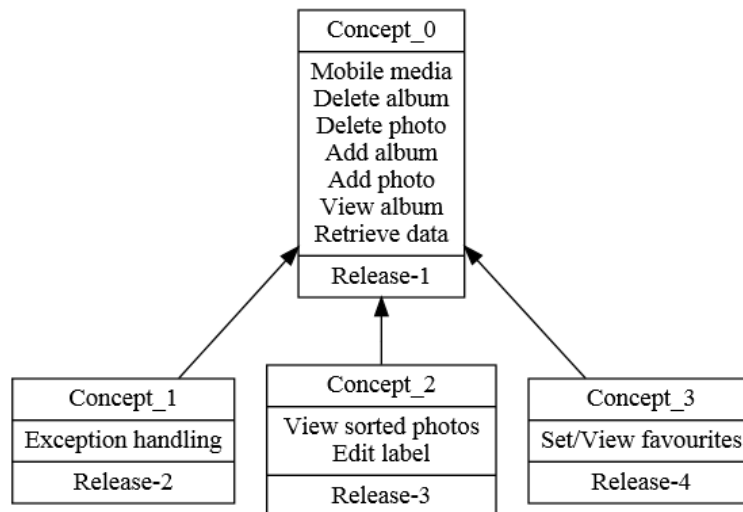 Concept_0
Mobile media
Delete album
Delete photo
Add album
Add photo
View album
Retrieve data
Release-1
Concept_1
Exception handling
Release-2
Concept_2
View sorted photos
Edit label
Release-3
Concept_3
Set/View favourites
Release-4